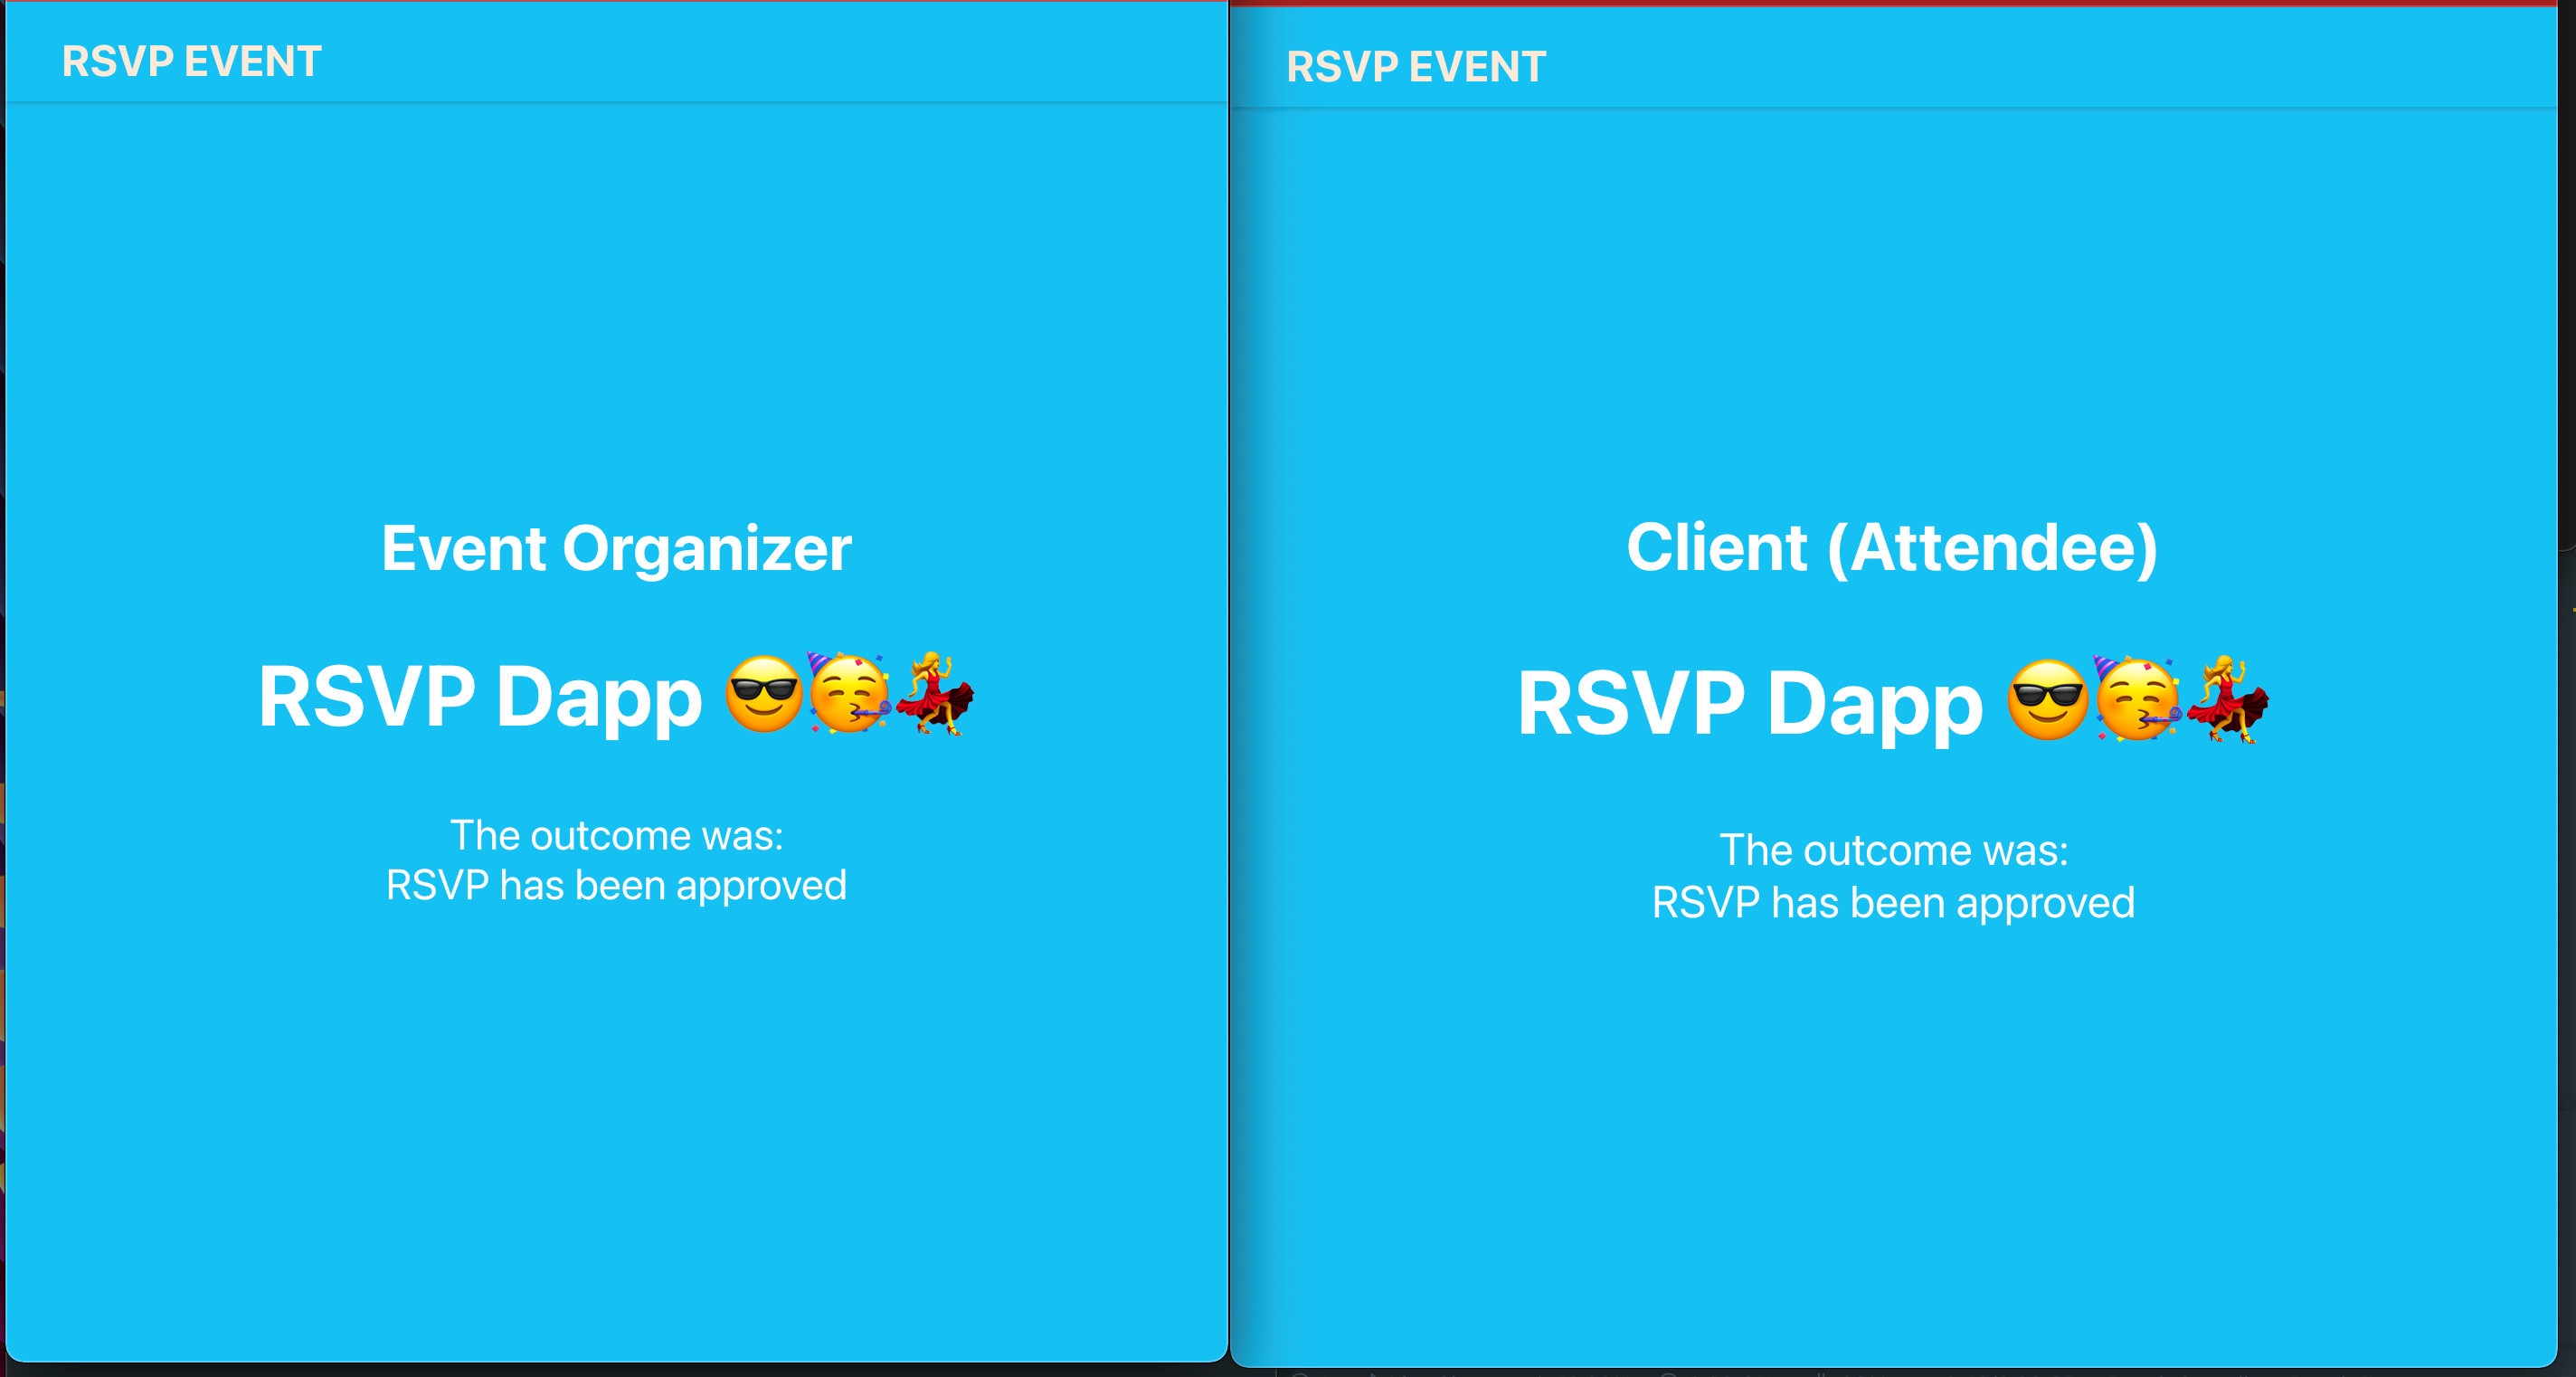 RSVP EVENT
Event Organizer
RSVP Dapp 😎🥳💃
The outcome was:
RSVP has been approved
RSVP EVENT
Client (Attendee)
RSVP Dapp 😎🥳💃
The outcome was:
RSVP has been approved